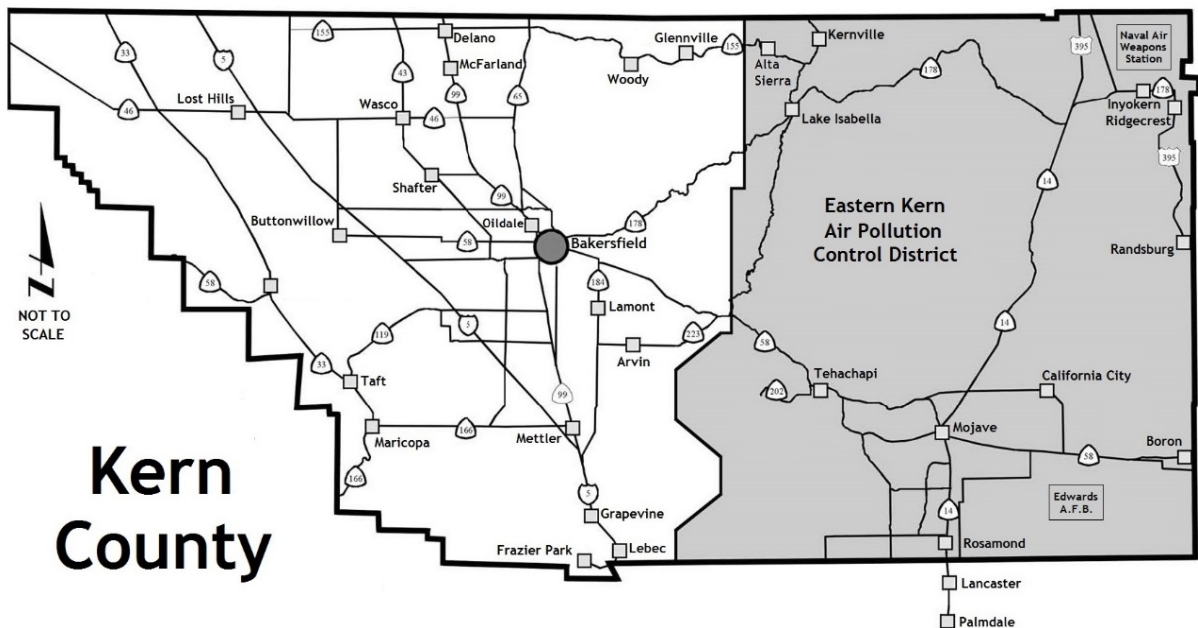 33
5
155
Delano
Glennville
155
Kernville
Alta
Sierra
395
Naval Air
Weapons
Station
43
McFarland
99
65
Woody
178
Inyokern
178
Ridgecrest
46
Lost Hills
Wasco
46
Lake Isabella
395
Shafter
99
14
Buttonwillow
Oildale
178
58
Bakersfield
Eastern Kern
Air Pollution
Control District
Randsburg
N
NOT TO
SCALE
58
184
Lamont
119
5
223
14
Arvin
58
33
Taft
99
202
Tehachapi
California City
Maricopa
166
Mettler
Mojave
Boron
58
166
Kern
County
5
Grapevine
14
Edwards
A.F.B.
Frazier Park
Lebec
Rosamond
Lancaster
14
Palmdale